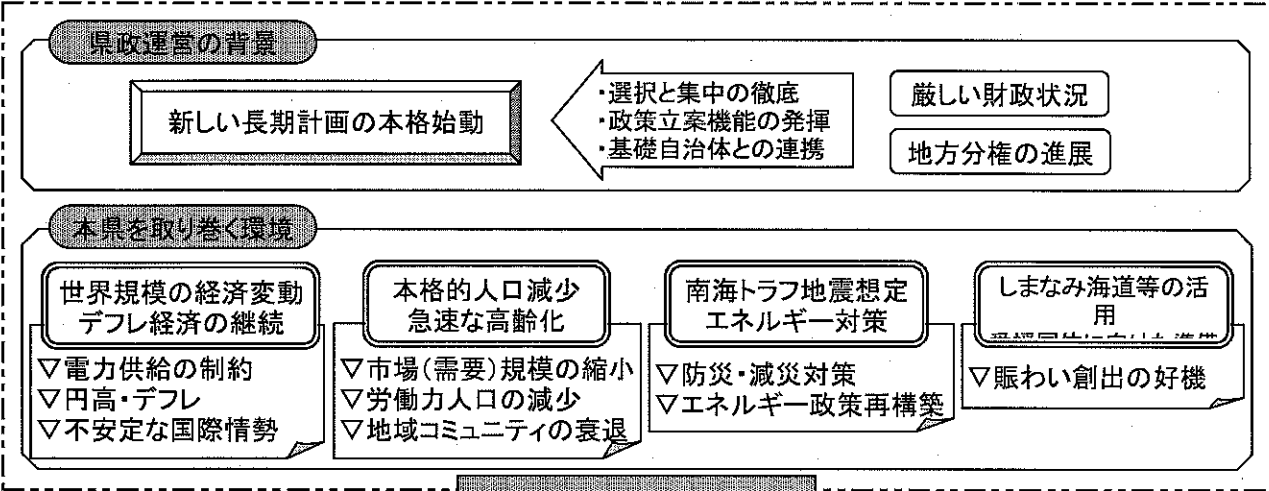 県政運営の背景
新しい長期計画の本格始動
・選択と集中の徹底
・政策立案機能の発揮
・基礎自治体との連携
厳しい財政状況
地方分権の進展
本県を取り巻く環境
世界規模の経済変動
デフレ経済の継続
▽電力供給の制約
▽円高・デフレ
▽不安定な国際情勢
本格的人口減少
急速な高齢化
▽市場(需要)規模の縮小
▽労働力人口の減少
▽地域コミュニティの衰退
南海トラフ地震想定
エネルギー対策
▽防災・減災対策
▽エネルギー政策再構築
しまなみ海道等の活
用
▽賑わい創出の好機